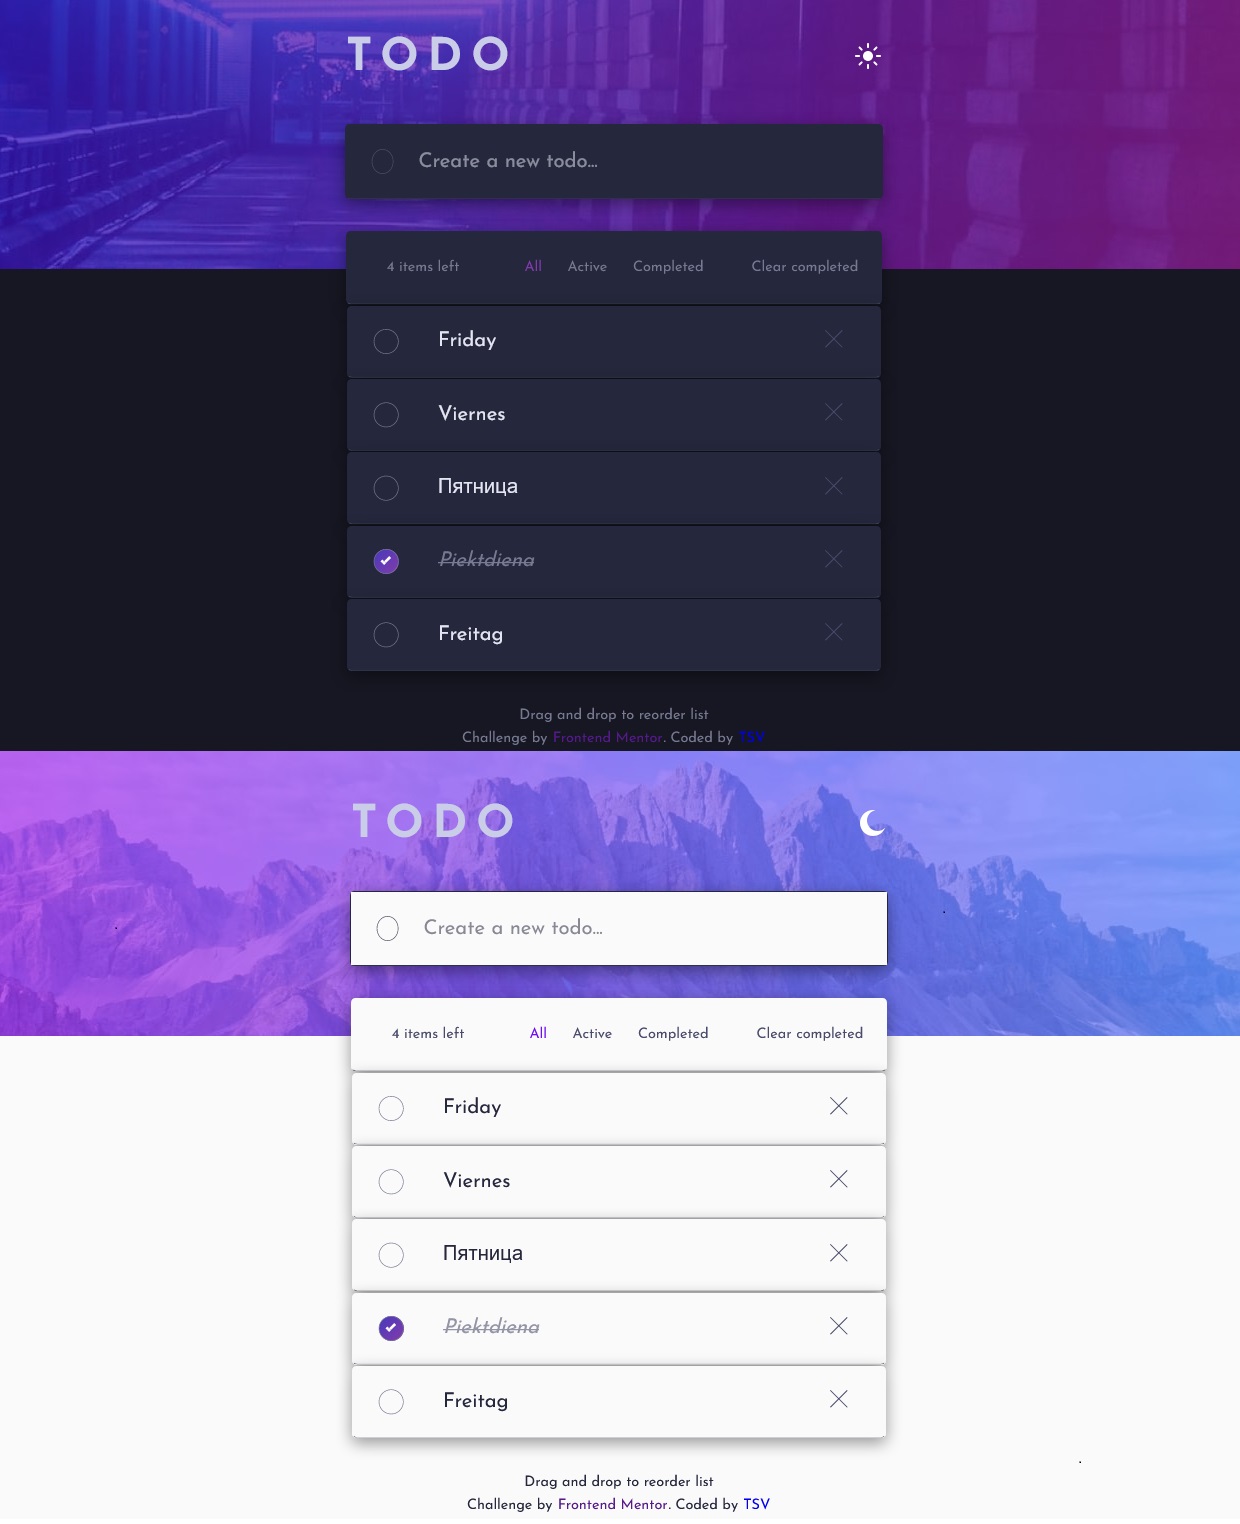 TODO
Create a new todo...
4 items left All Active Completed Clear completed
Friday
Viernes
Пятница
Piektdiena
Freitag
Drag and drop to reorder list
Challenge by Frontend Mentor. Coded by TSV
TODO
Create a new todo...
4 items left All Active Completed Clear completed
Friday
Viernes
Пятница
Piektdiena
Freitag
Drag and drop to reorder list
Challenge by Frontend Mentor. Coded by TSV